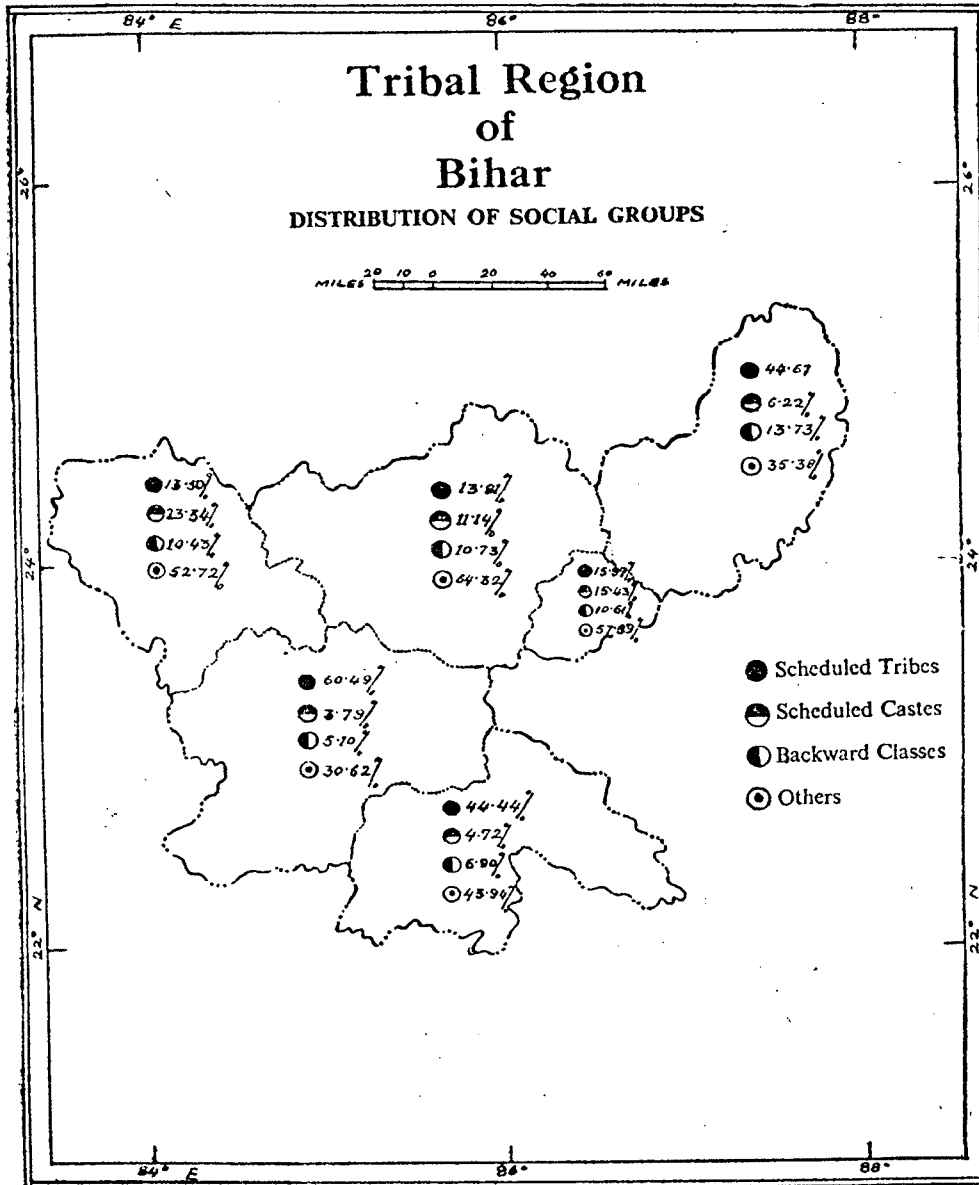 84° E 86° 88°
Tribal Region
of
Bihar
DISTRIBUTION OF SOCIAL GROUPS
26° 26°
MILES 20 10 0 20 40 60 MILES
44·67
6·22%
13·73%
35·38%
13·50%
23·34%
10·43%
52·72%
13·81%
11·14%
10·73%
64·32%
24° 24°
15·43%
10·61%
60·49%
3·79%
5·10%
30·62%
Scheduled Tribes
Scheduled Castes
Backward Classes
Others
44·44%
4·72%
6·90%
43·94%
22° N 22° N
84° E 86° 88°